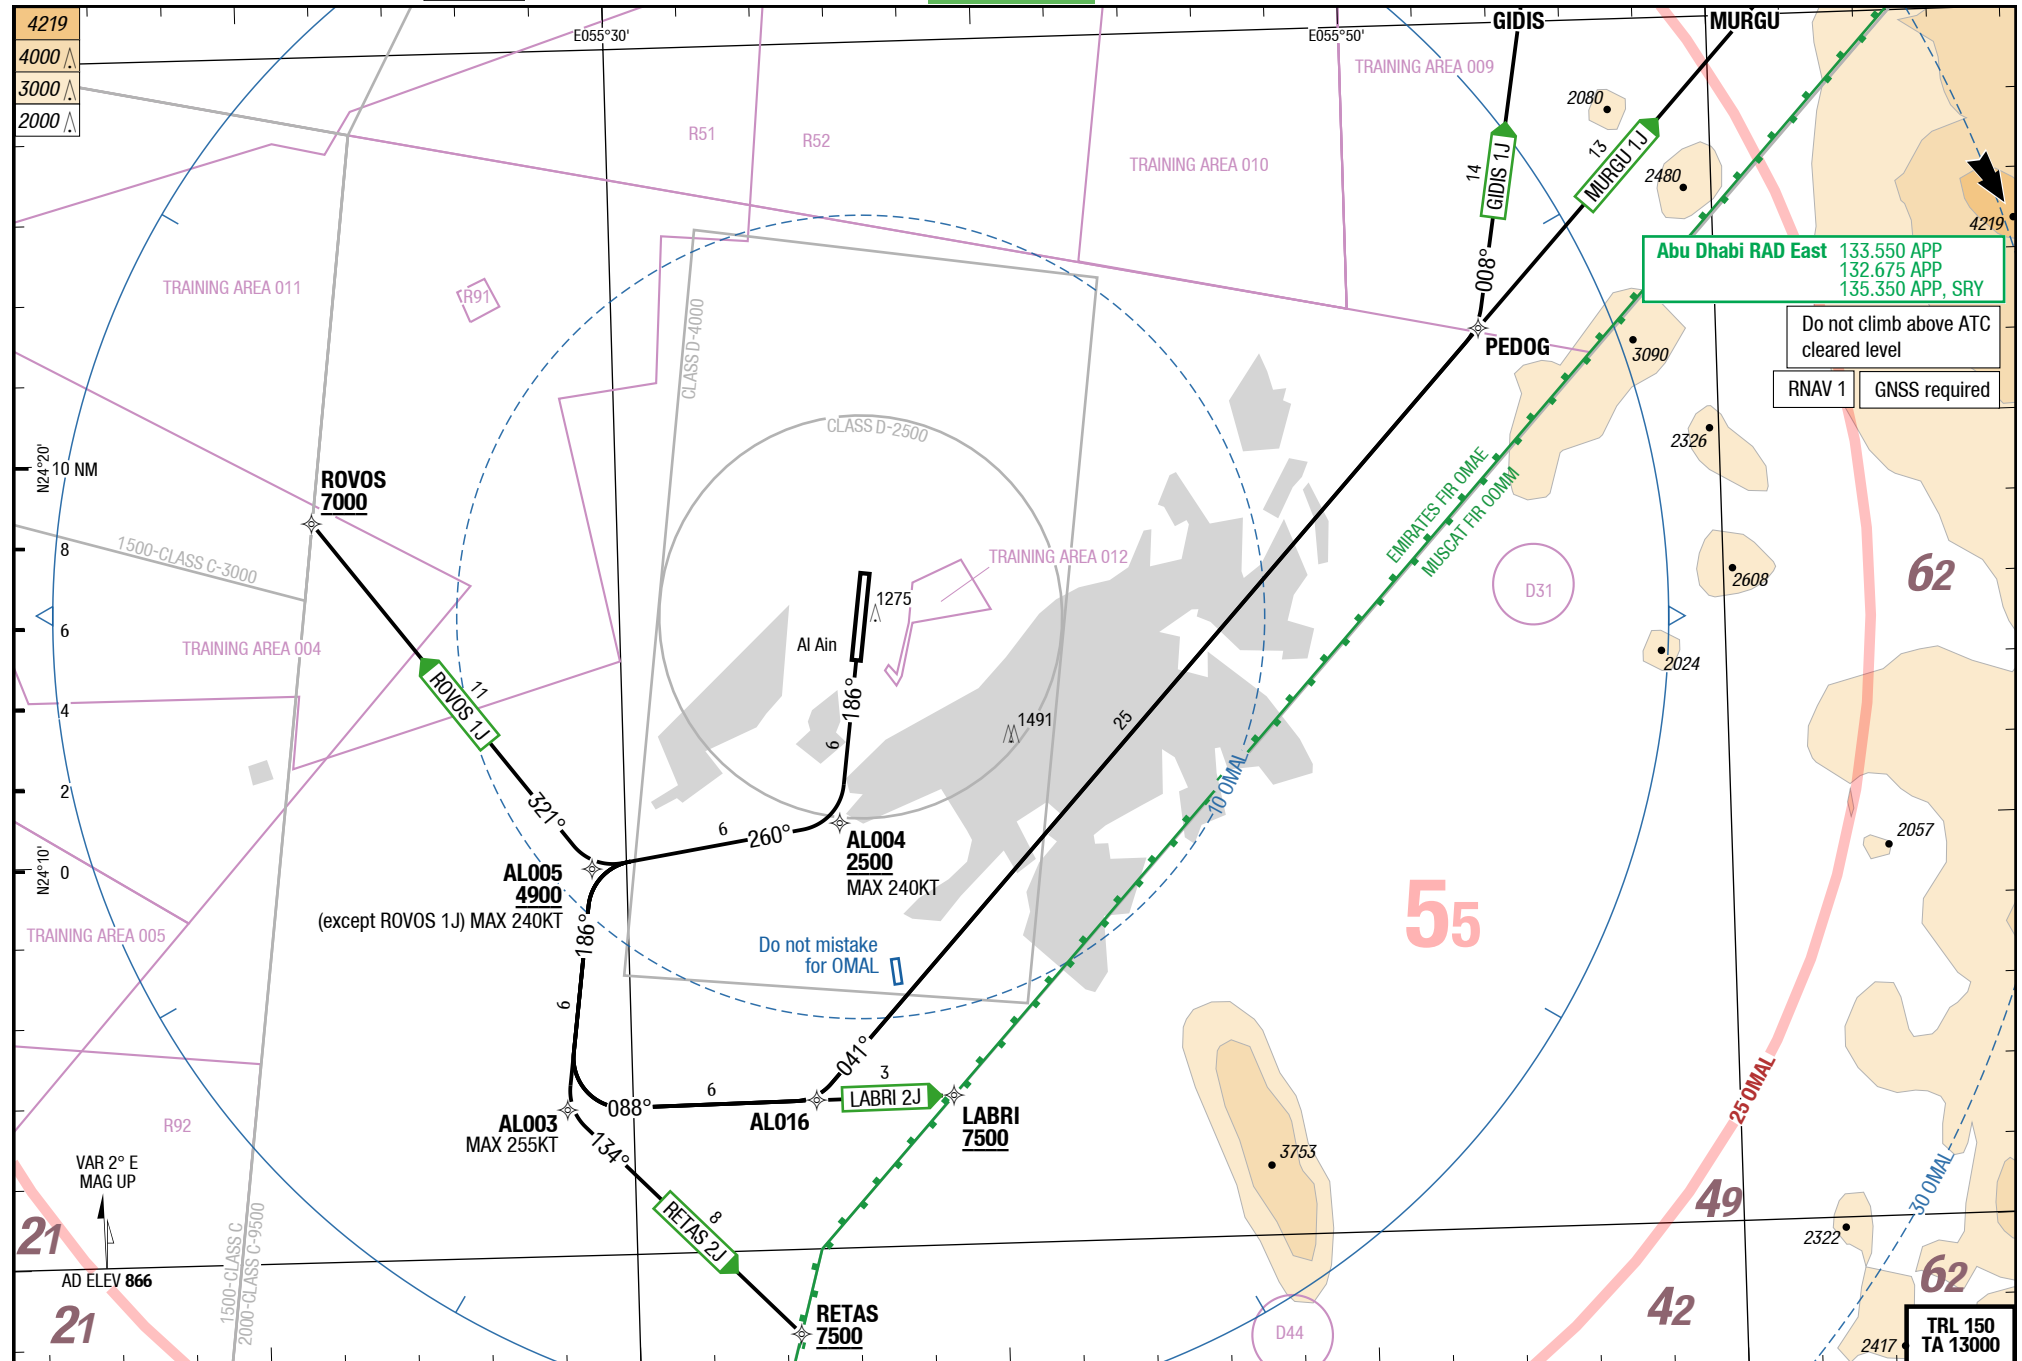 4219
4000
3000
2000
E055°30'
E055°50'
GIDIS
MURGU
TRAINING AREA 009
2080
R51
R52
TRAINING AREA 010
14
GIDIS 1J
13
MURGU 1J
2480
4219
008°
Abu Dhabi RAD East 133.550 APP
132.675 APP
135.350 APP, SRY
Do not climb above ATC
cleared level
RNAV 1
GNSS required
TRAINING AREA 011
R91
CLASS D-4000
PEDOG
3090
CLASS D-2500
2326
N24°20'
10 NM
8
6
4
2
0
ROVOS
7000
EMIRATES FIR OMAE
MUSCAT FIR OOMM
1500-CLASS C-3000
TRAINING AREA 012
D31
2608
62
1275
Al Ain
TRAINING AREA 004
2024
11
ROVOS 1J
186°
6
1491
25
321°
6
260°
10 OMAL
AL004
2500
MAX 240KT
2057
N24°10'
AL005
4900
(except ROVOS 1J) MAX 240KT
55
TRAINING AREA 005
186°
Do not mistake
for OMAL
6
041°
3
6
088°
LABRI 2J
AL016
LABRI
7500
25 OMAL
AL003
MAX 255KT
134°
R92
3753
VAR 2° E
MAG UP
8
RETAS 2J
49
30 OMAL
21
2322
AD ELEV 866
1500-CLASS C
2000-CLASS C-9500
62
21
42
RETAS
7500
D44
TRL 150
TA 13000
2417